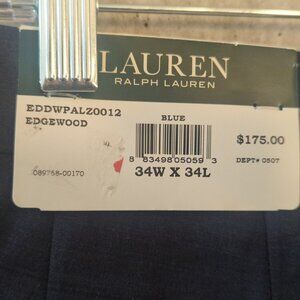 LAUREN
RALPH LAUREN
EDDWPALZ0012
EDGEWOOD
BLUE
$175.00
8 83498 05059 3
DEPT# 0507
089758-00170
34W X 34L